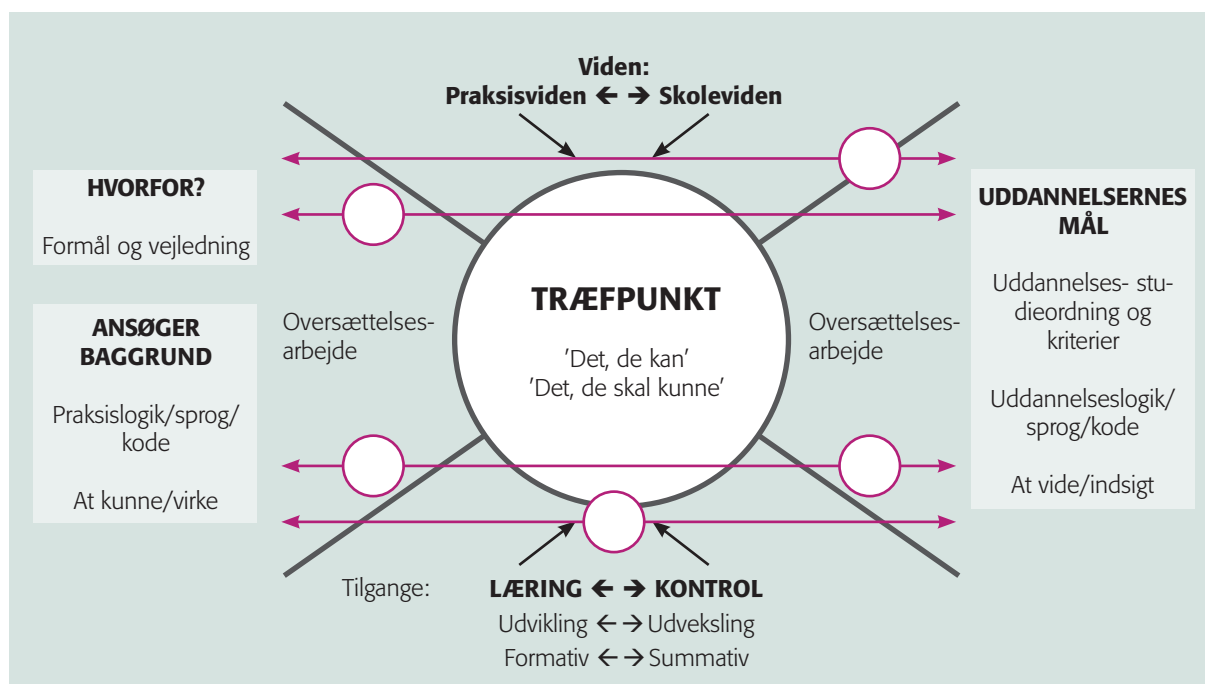 Viden:
Praksisviden ← → Skoleviden
HVORFOR?
Formål og vejledning
ANSØGER
BAGGRUND
Praksislogik/sprog/
kode
At kunne/virke
Oversættelses-
arbejde
TRÆFPUNKT
'Det, de kan'
'Det, de skal kunne'
Oversættelses-
arbejde
UDDANNELSERNES
MÅL
Uddannelses- stu-
dieordning og
kriterier
Uddannelseslogik/
sprog/kode
At vide/indsigt
Tilgange:
LÆRING ← → KONTROL
Udvikling ← → Udveksling
Formativ ← → Summativ